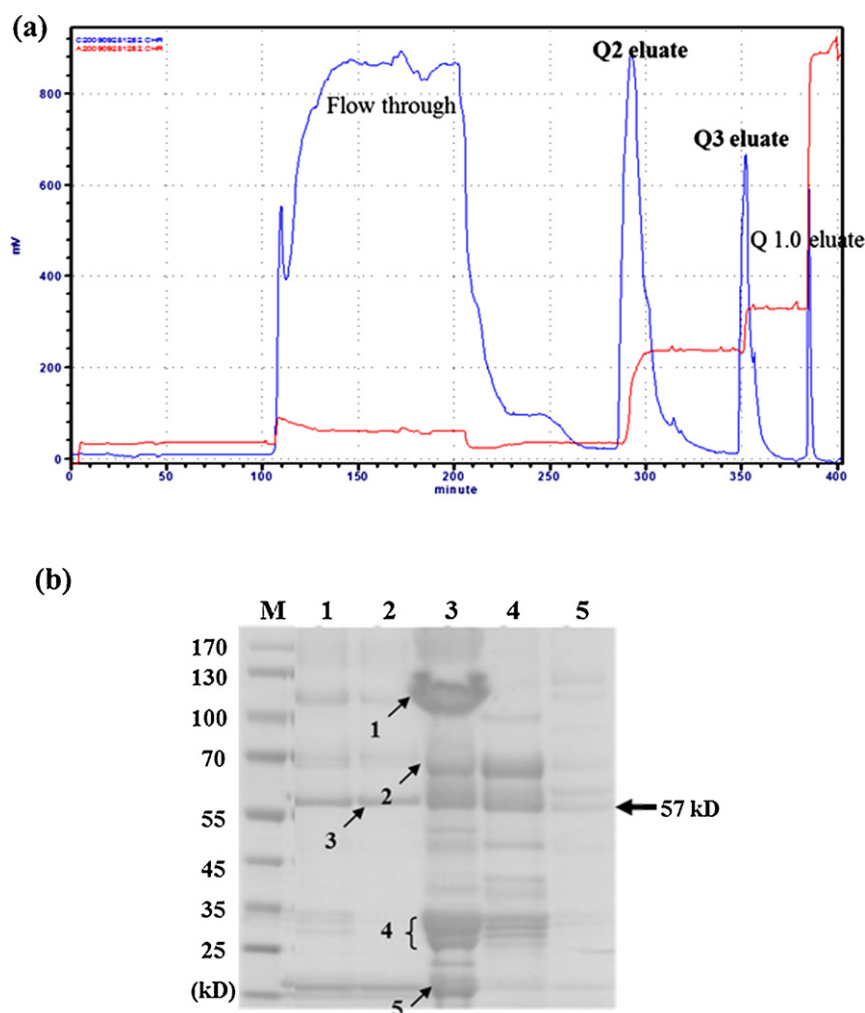 (a)
C200909281252.CHR
A200909281252.CHR
Q2 eluate
Flow through
Q3 eluate
Q 1.0 eluate
800
600
400
200
0
mV
0 50 100 150 200 250 300 350 400
minute
(b)
M 1 2 3 4 5
170
130
100
70
55
45
35
25
(kD)
1
2
3
4
5
57 kD